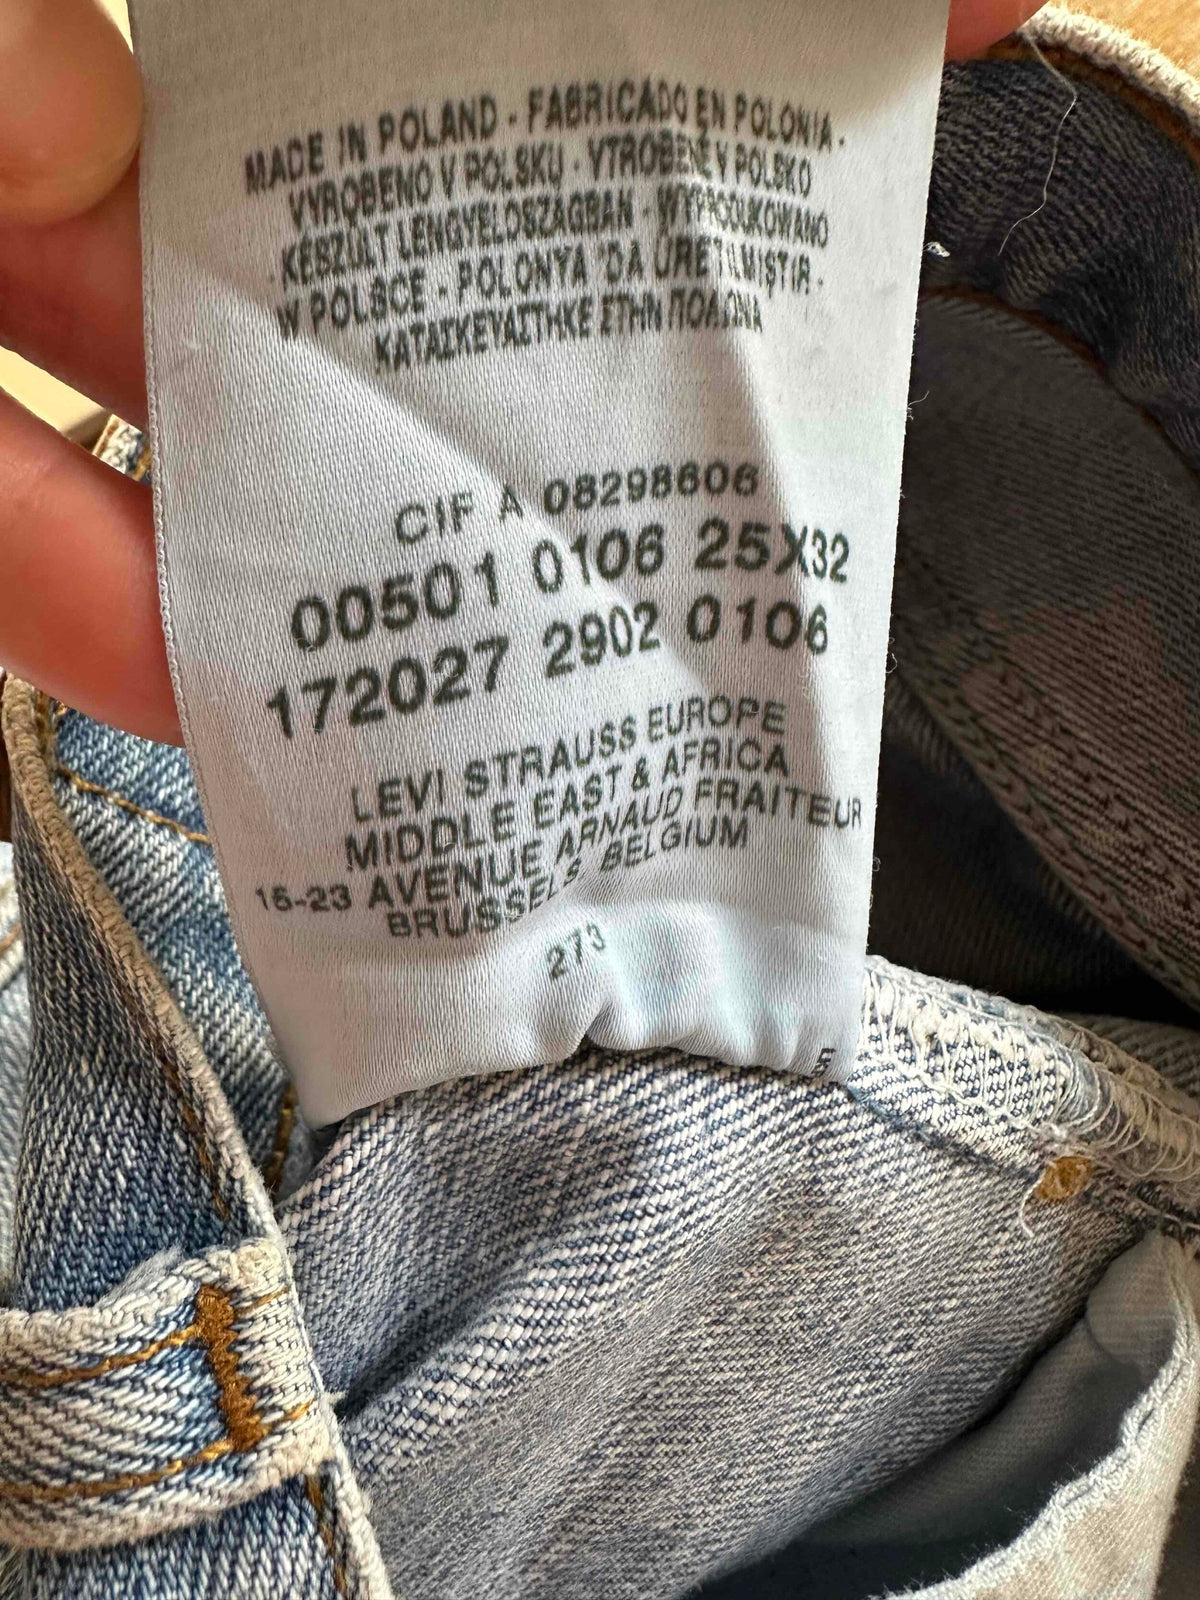 MADE IN POLAND - FABRICADO EN POLONIA -
VYROBENO V POLSKU - VYROBENÉ V POLSKO
- KÉSZÜLT LENGYELOSZÁGBAN - WYPRODUKOWANO
W POLSCE - POLONYA 'DA ÜRETILMIŞTIR -
ΚΑΤΑΣΚΕΥΑΣΤΗΚΕ ΣΤΗΝ ΠΟΛΩΝΑ
CIF A 08298606
00501 0106 25X32
172027 2902 0106
LEVI STRAUSS EUROPE
MIDDLE EAST & AFRICA
15-23 AVENUE ARNAUD FRAITEUR
BRUSSELS BELGIUM
273